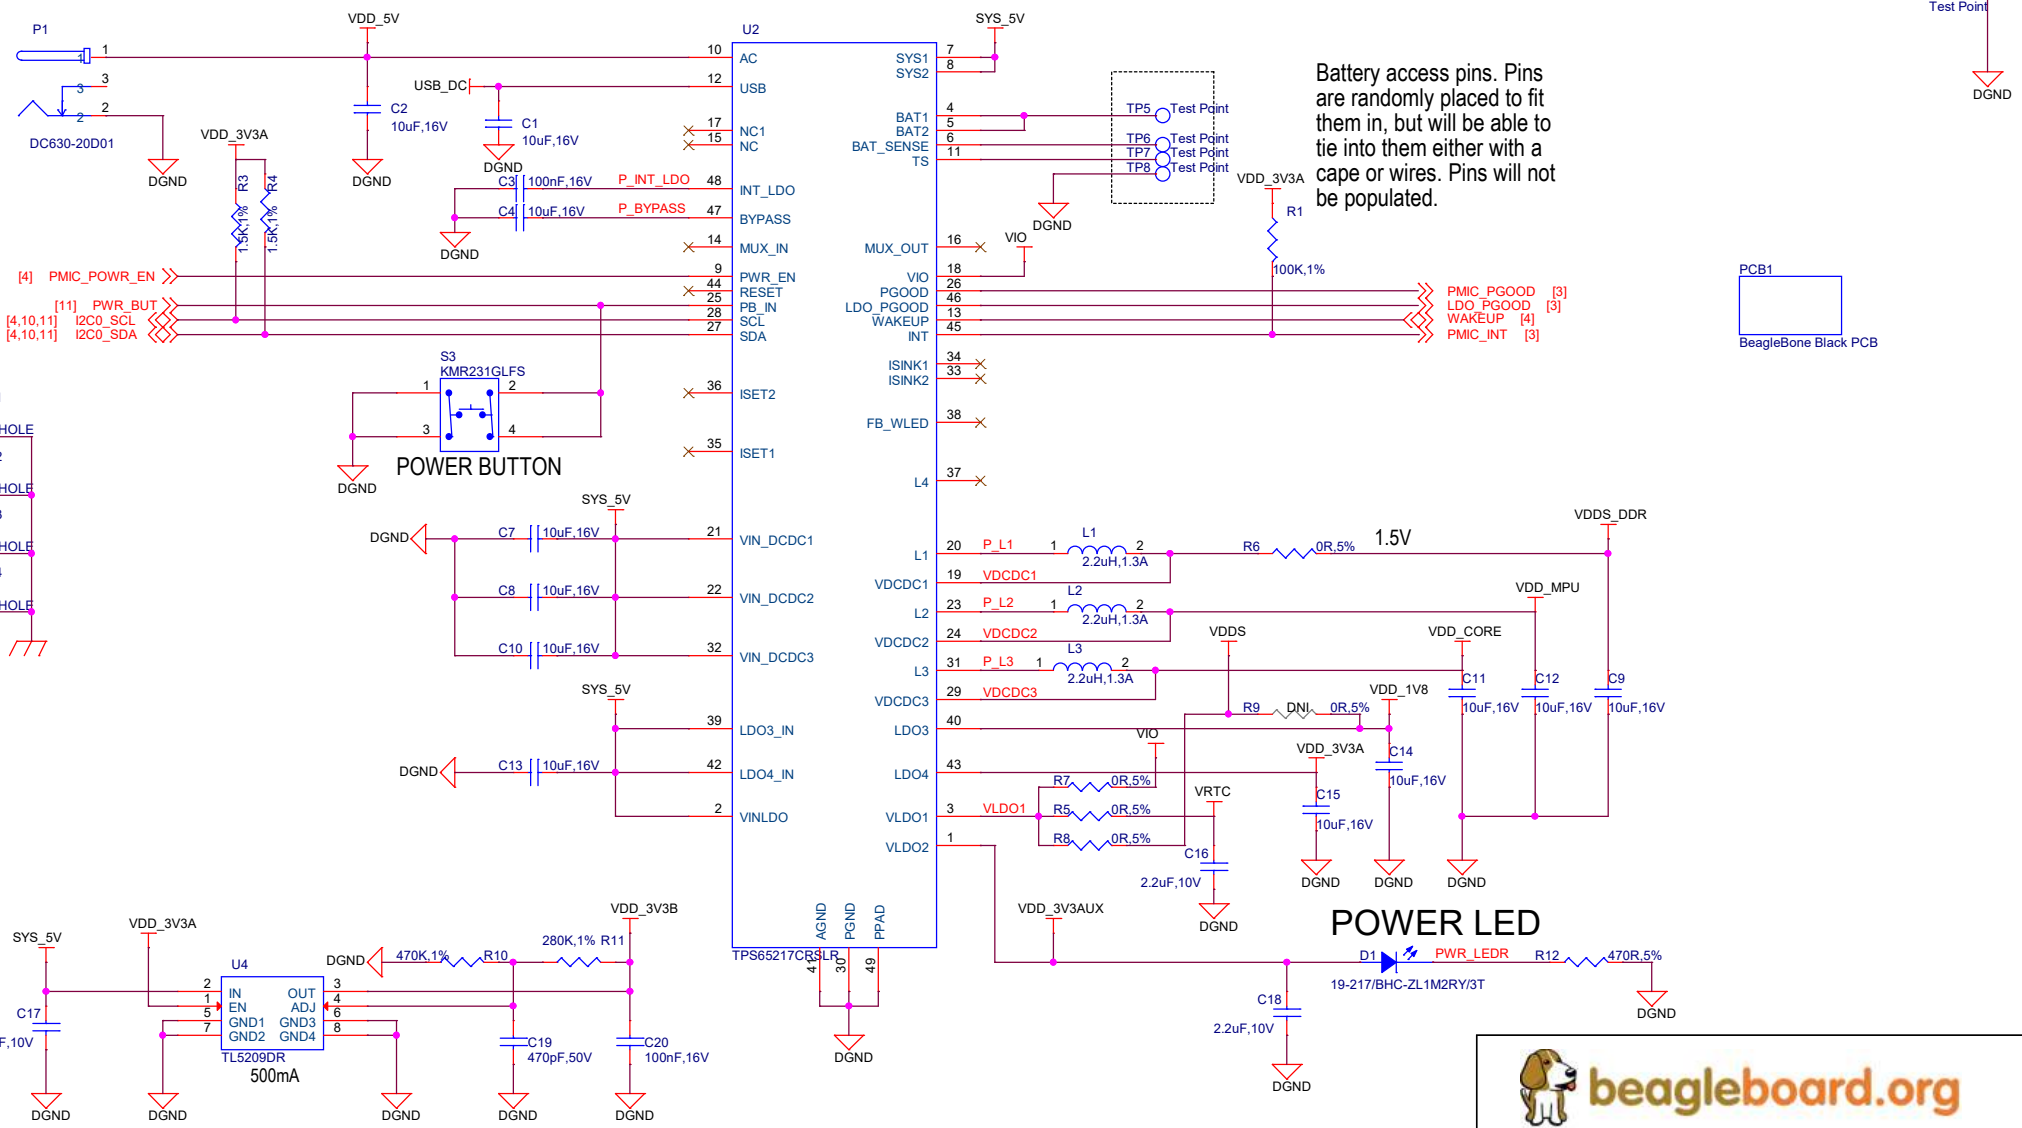 Test Point
DGND
P1
1
1
3
3
2
2
DC630-20D01
DGND
VDD_5V
C2
10uF,16V
DGND
USB_DC
C1
10uF,16V
DGND
VDD_3V3A
R3
1.5K,1%
R4
1.5K,1%
C3
100nF,16V
P_INT_LDO
C4
10uF,16V
P_BYPASS
DGND
[4] PMIC_POWR_EN
[11] PWR_BUT
[4,10,11] I2C0_SCL
[4,10,11] I2C0_SDA
S3
KMR231GLFS
1
2
3
4
POWER BUTTON
DGND
HOLE
HOLE
HOLE
HOLE
U2
10 AC
12 USB
17 NC1
15 NC
48 INT_LDO
47 BYPASS
14 MUX_IN
9 PWR_EN
44 RESET
25 PB_IN
28 SCL
27 SDA
36 ISET2
35 ISET1
21 VIN_DCDC1
22 VIN_DCDC2
32 VIN_DCDC3
39 LDO3_IN
42 LDO4_IN
2 VINLDO
SYS1 7
SYS2 8
BAT1 4
BAT2 5
BAT_SENSE 6
TS 11
MUX_OUT 16
VIO 18
PGOOD 26
LDO_PGOOD 46
WAKEUP 13
INT 45
ISINK1 34
ISINK2 33
FB_WLED 38
L4 37
L1 20
VDCDC1 19
L2 23
VDCDC2 24
L3 31
VDCDC3 29
LDO3 40
LDO4 43
VLDO1 3
VLDO2 1
AGND
PGND
PPAD
41
30
49
TPS65217CRSLR
DGND
SYS_5V
TP5 Test Point
TP6 Test Point
TP7 Test Point
TP8 Test Point
DGND
Battery access pins. Pins
are randomly placed to fit
them in, but will be able to
tie into them either with a
cape or wires. Pins will not
be populated.
VDD_3V3A
R1
100K,1%
VIO
PMIC_PGOOD [3]
LDO_PGOOD [3]
WAKEUP [4]
PMIC_INT [3]
PCB1
BeagleBone Black PCB
SYS_5V
DGND
C7 10uF,16V
C8 10uF,16V
C10 10uF,16V
SYS_5V
DGND
C13 10uF,16V
P_L1
1
L1
2
2.2uH,1.3A
R6
0R,5%
1.5V
VDDS_DDR
VDCDC1
P_L2
1
L2
2
2.2uH,1.3A
VDD_MPU
VDCDC2
VDDS
VDD_CORE
P_L3
1
L3
2
2.2uH,1.3A
VDCDC3
C11
10uF,16V
C12
10uF,16V
C9
10uF,16V
R9
DNI
0R,5%
VDD_1V8
C14
10uF,16V
VIO
VDD_3V3A
C15
10uF,16V
R7 0R,5%
VLDO1
R5 0R,5%
R8 0R,5%
VRTC
C16
2.2uF,10V
DGND
DGND
DGND
DGND
VDD_3V3AUX
POWER LED
D1
PWR_LEDR
R12
470R,5%
19-217/BHC-ZL1M2RY/3T
C18
2.2uF,10V
DGND
DGND
SYS_5V
VDD_3V3A
C17
F,10V
DGND
U4
2 IN
1 EN
5 GND1
7 GND2
OUT 3
ADJ 4
GND3 6
GND4 8
TL5209DR
500mA
DGND
DGND
DGND
470K,1% R10
280K,1% R11
VDD_3V3B
C19
470pF,50V
C20
100nF,16V
DGND
DGND
beagleboard.org